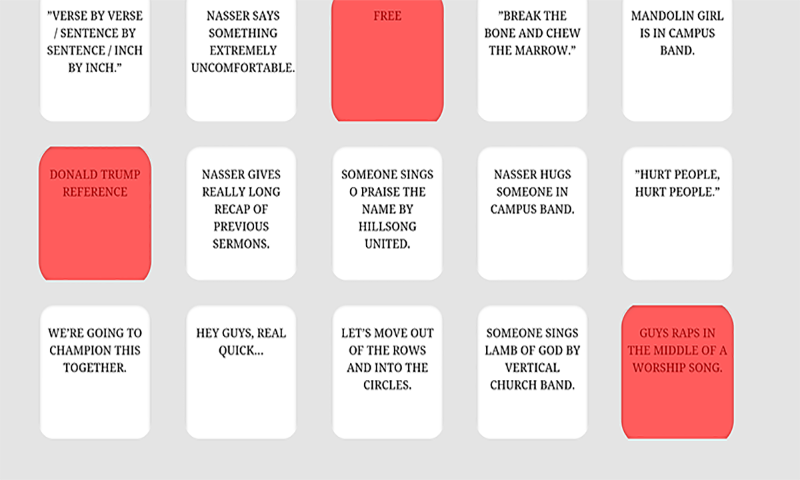 "VERSE BY VERSE
/ SENTENCE BY
SENTENCE / INCH
BY INCH."
NASSER SAYS
SOMETHING
EXTREMELY
UNCOMFORTABLE.
FREE
"BREAK THE
BONE AND CHEW
THE MARROW."
MANDOLIN GIRL
IS IN CAMPUS
BAND.
DONALD TRUMP
REFERENCE
NASSER GIVES
REALLY LONG
RECAP OF
PREVIOUS
SERMONS.
SOMEONE SINGS
O PRAISE THE
NAME BY
HILLSONG
UNITED.
NASSER HUGS
SOMEONE IN
CAMPUS BAND.
"HURT PEOPLE,
HURT PEOPLE."
WE'RE GOING TO
CHAMPION THIS
TOGETHER.
HEY GUYS, REAL
QUICK...
LET'S MOVE OUT
OF THE ROWS
AND INTO THE
CIRCLES.
SOMEONE SINGS
LAMB OF GOD BY
VERTICAL
CHURCH BAND.
GUYS RAPS IN
THE MIDDLE OF A
WORSHIP SONG.